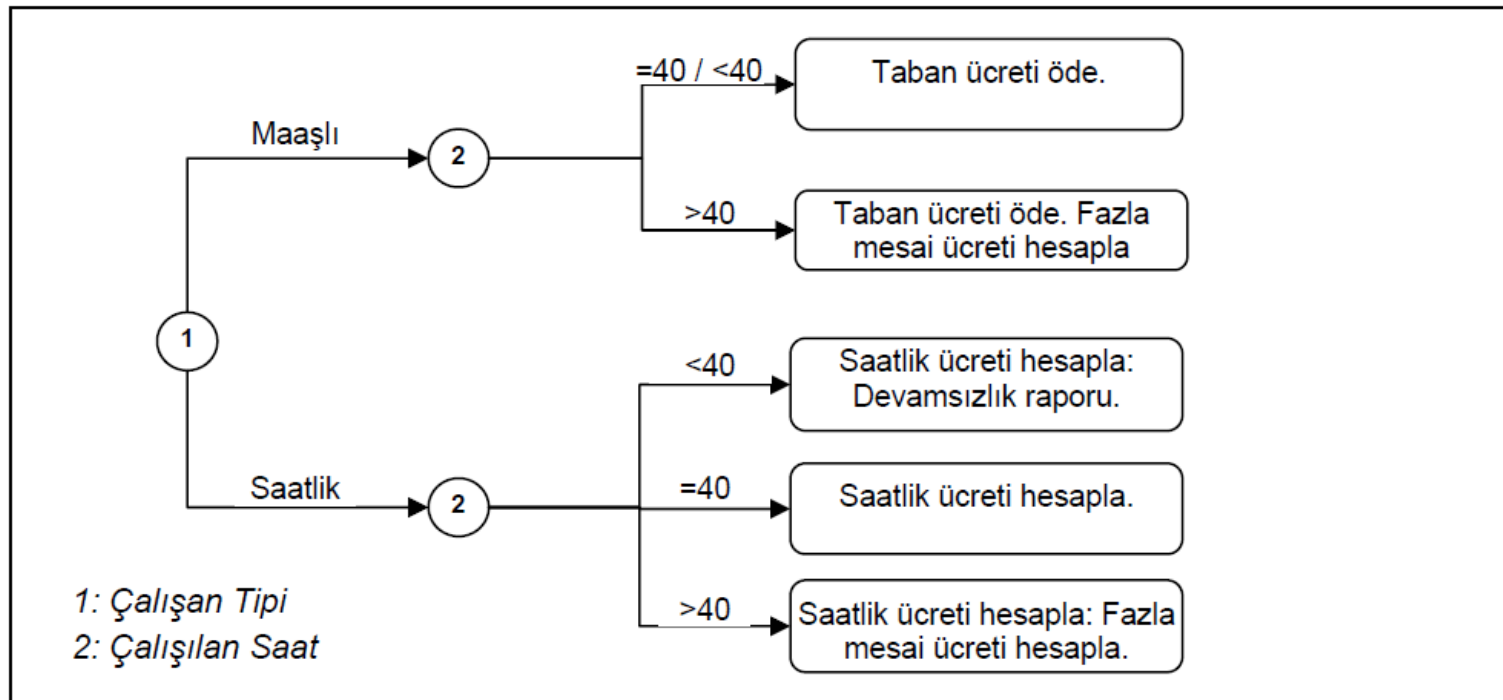 =40 / <40
Taban ücreti öde.
Maaşlı
2
>40
Taban ücreti öde. Fazla
mesai ücreti hesapla
1
<40
Saatlik ücreti hesapla:
Devamsızlık raporu.
Saatlik
2
=40
Saatlik ücreti hesapla.
>40
Saatlik ücreti hesapla: Fazla
mesai ücreti hesapla.
1: Çalışan Tipi
2: Çalışılan Saat